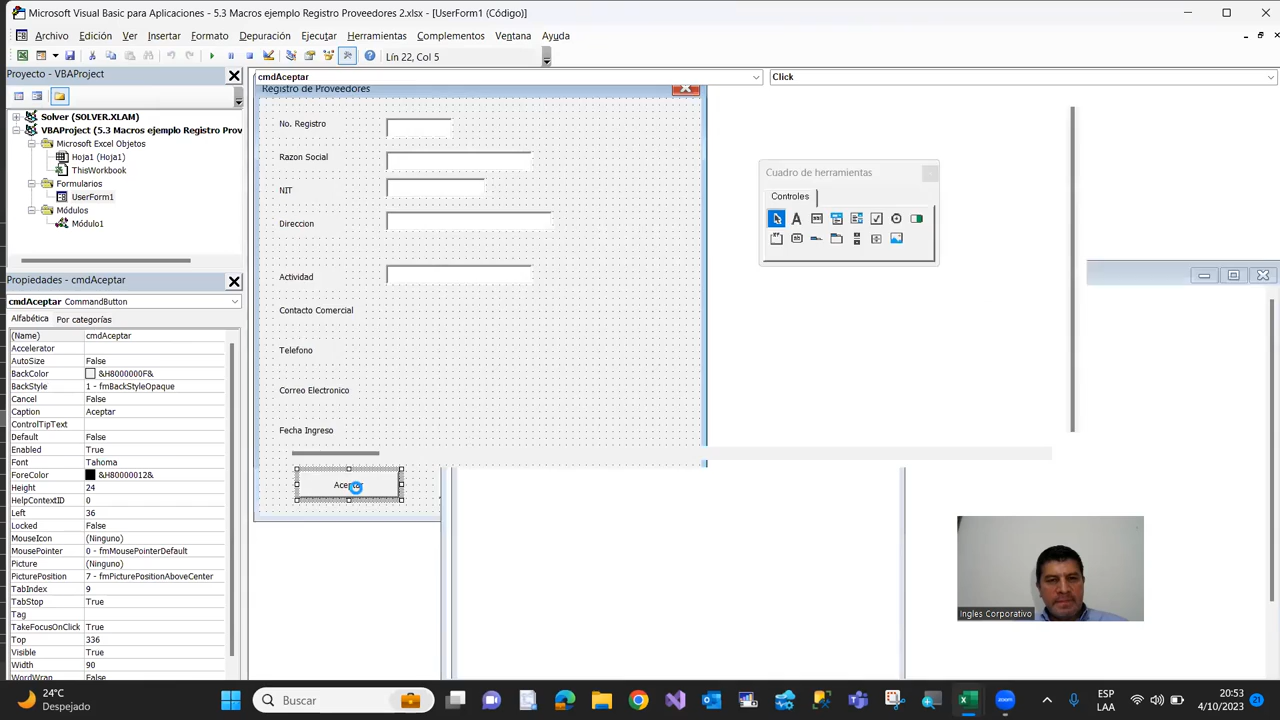 Microsoft Visual Basic para Aplicaciones - 5.3 Macros ejemplo Registro Proveedores 2.xlsx - [UserForm1 (Código)]
Archivo Edición Ver Insertar Formato Depuración Ejecutar Herramientas Complementos Ventana Ayuda
Lín 22, Col 5
Proyecto - VBAProject
cmdAceptar
Click
Registro de Proveedores
Solver (SOLVER.XLAM)
VBAProject (5.3 Macros ejemplo Registro Prov
Microsoft Excel Objetos
Hoja1 (Hoja1)
ThisWorkbook
Formularios
UserForm1
Módulos
Módulo1
No. Registro
Razon Social
NIT
Direccion
Actividad
Contacto Comercial
Telefono
Correo Electronico
Fecha Ingreso
Aceptar
Cuadro de herramientas
Controles
Propiedades - cmdAceptar
cmdAceptar CommandButton
Alfabética Por categorías
(Name) cmdAceptar
Accelerator
AutoSize False
BackColor &H8000000F&
BackStyle 1 - fmBackStyleOpaque
Cancel False
Caption Aceptar
ControlTipText
Default False
Enabled True
Font Tahoma
ForeColor &H80000012&
Height 24
HelpContextID 0
Left 36
Locked False
MouseIcon (Ninguno)
MousePointer 0 - fmMousePointerDefault
Picture (Ninguno)
PicturePosition 7 - fmPicturePositionAboveCenter
TabIndex 9
TabStop True
Tag
TakeFocusOnClick True
Top 336
Visible True
Width 90
WordWrap False
Ingles Corporativo
24°C
Despejado
Buscar
ESP
LAA
20:53
4/10/2023